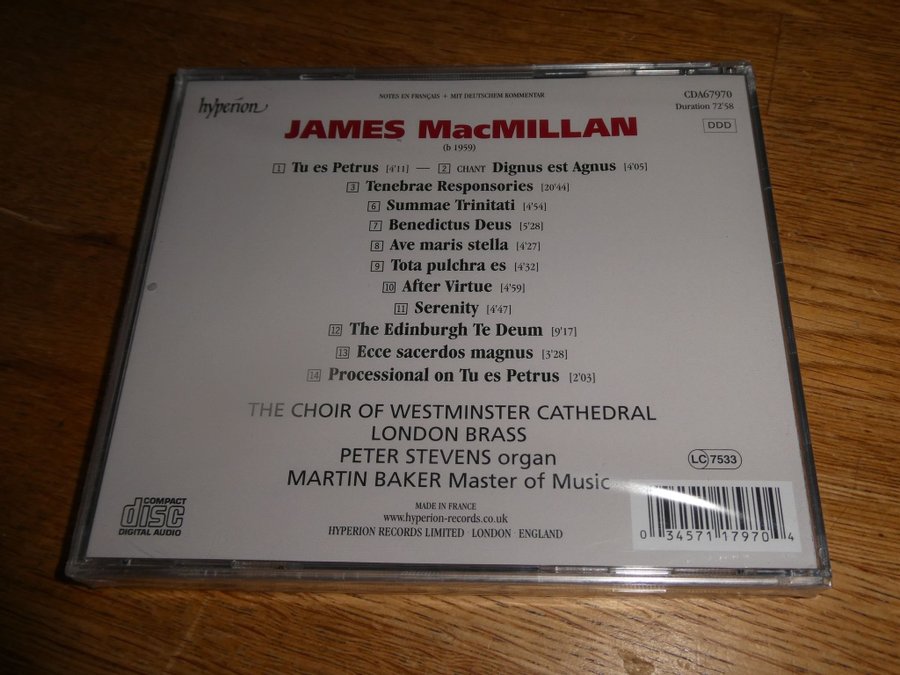 hyperion
NOTES EN FRANÇAIS + MIT DEUTSCHEM KOMMENTAR
CDA67970
Duration 72'58
DDD
JAMES MacMILLAN
(b 1959)
1 Tu es Petrus [4'11] — 2 CHANT Dignus est Agnus [4'05]
3 Tenebrae Responsories [20'44]
6 Summae Trinitati [4'54]
7 Benedictus Deus [5'28]
8 Ave maris stella [4'27]
9 Tota pulchra es [4'32]
10 After Virtue [4'59]
11 Serenity [4'47]
12 The Edinburgh Te Deum [9'17]
13 Ecce sacerdos magnus [3'28]
14 Processional on Tu es Petrus [2'03]
THE CHOIR OF WESTMINSTER CATHEDRAL
LONDON BRASS
PETER STEVENS organ
MARTIN BAKER Master of Music
LC 7533
COMPACT
disc
DIGITAL AUDIO
MADE IN FRANCE
www.hyperion-records.co.uk
HYPERION RECORDS LIMITED · LONDON · ENGLAND
0 34571 17970 4